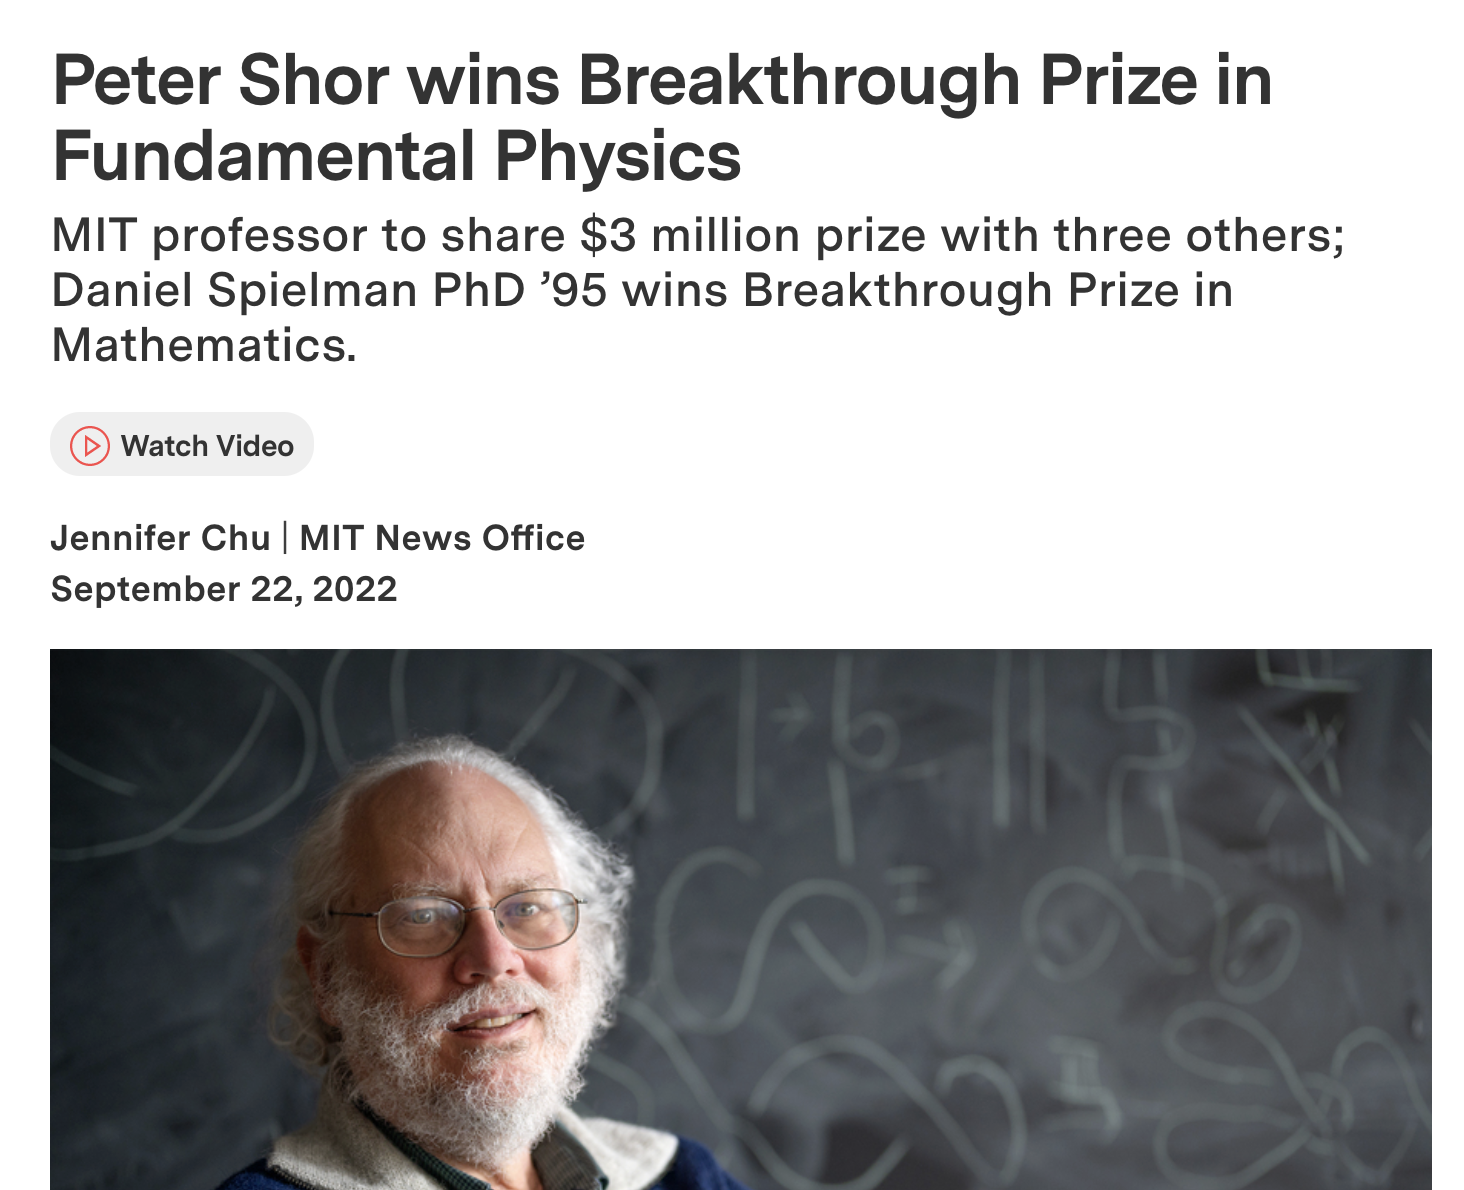 Peter Shor wins Breakthrough Prize in
Fundamental Physics
MIT professor to share $3 million prize with three others;
Daniel Spielman PhD ’95 wins Breakthrough Prize in
Mathematics.
Watch Video
Jennifer Chu | MIT News Office
September 22, 2022